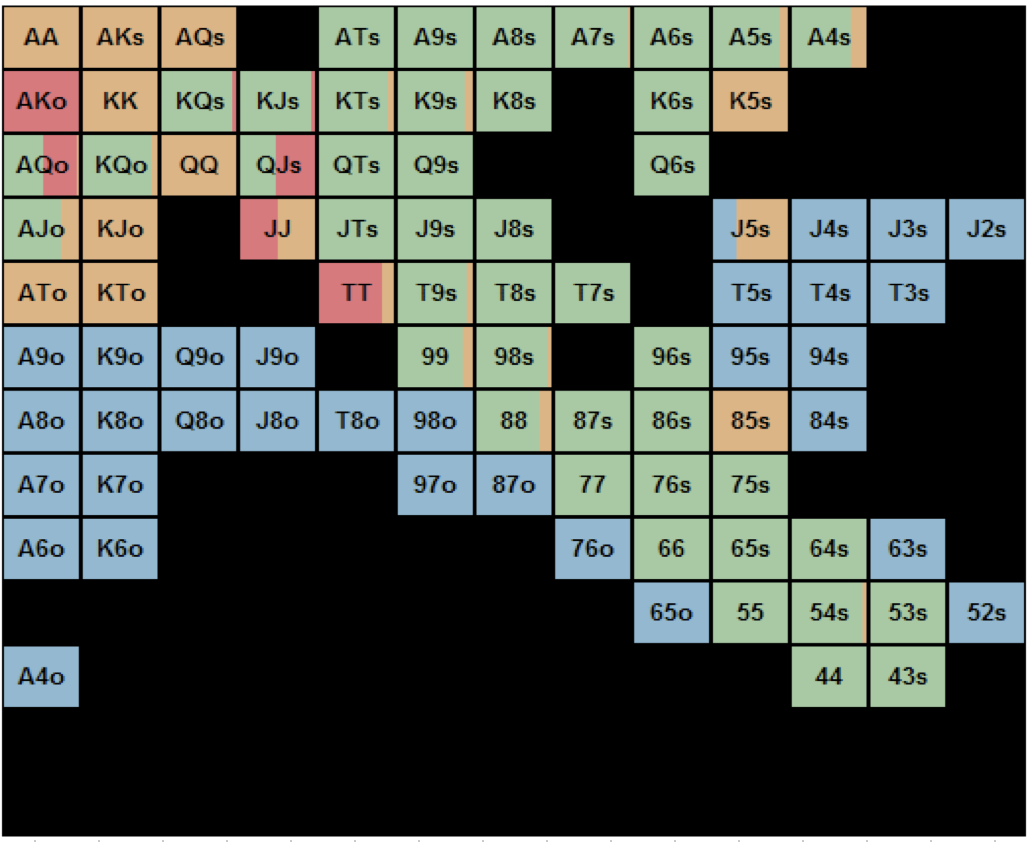 AA AKs AQs ATs A9s A8s A7s A6s A5s A4s
AKo KK KQs KJs KTs K9s K8s K6s K5s
AQo KQo QQ QJs QTs Q9s Q6s
AJo KJo JJ JTs J9s J8s J5s J4s J3s J2s
ATo KTo TT T9s T8s T7s T5s T4s T3s
A9o K9o Q9o J9o 99 98s 96s 95s 94s
A8o K8o Q8o J8o T8o 98o 88 87s 86s 85s 84s
A7o K7o 97o 87o 77 76s 75s
A6o K6o 76o 66 65s 64s 63s
65o 55 54s 53s 52s
A4o 44 43s